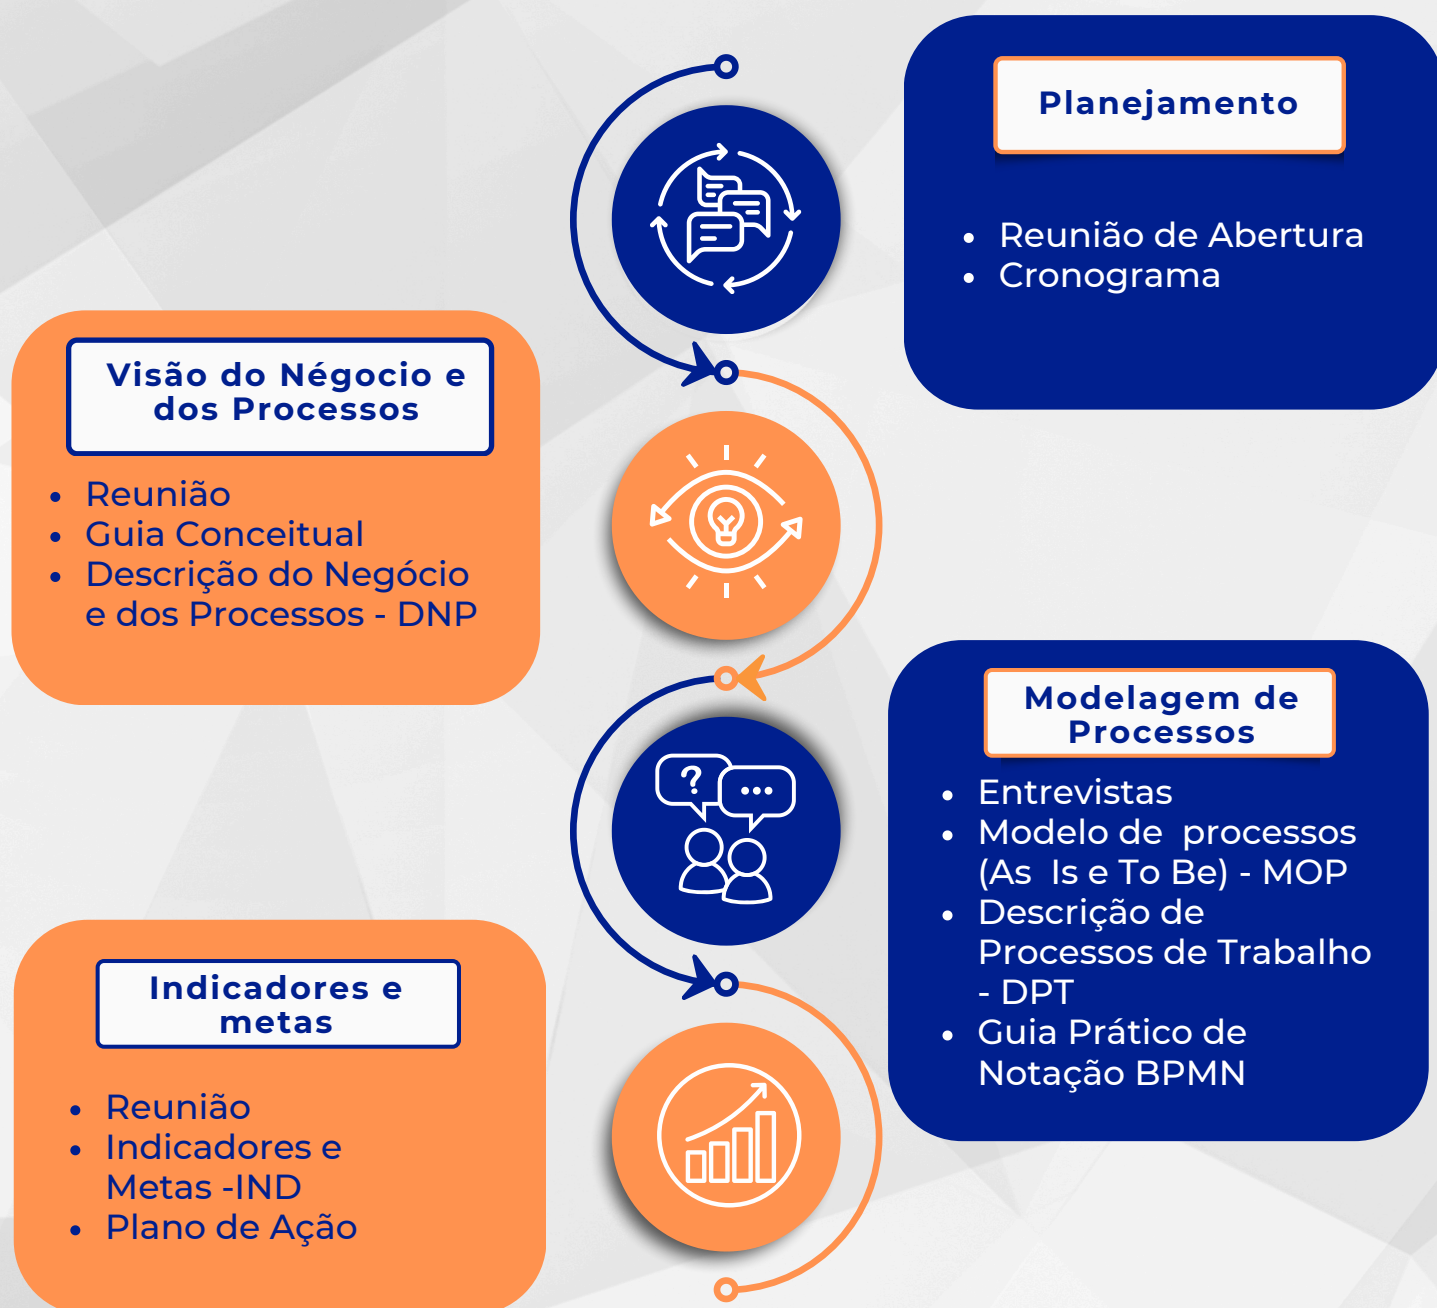 Planejamento
• Reunião de Abertura
• Cronograma
Visão do Négocio e
dos Processos
• Reunião
• Guia Conceitual
• Descrição do Negócio
e dos Processos - DNP
Modelagem de
Processos
• Entrevistas
• Modelo de processos
(As Is e To Be) - MOP
• Descrição de
Processos de Trabalho
- DPT
• Guia Prático de
Notação BPMN
Indicadores e
metas
• Reunião
• Indicadores e
Metas -IND
• Plano de Ação
?